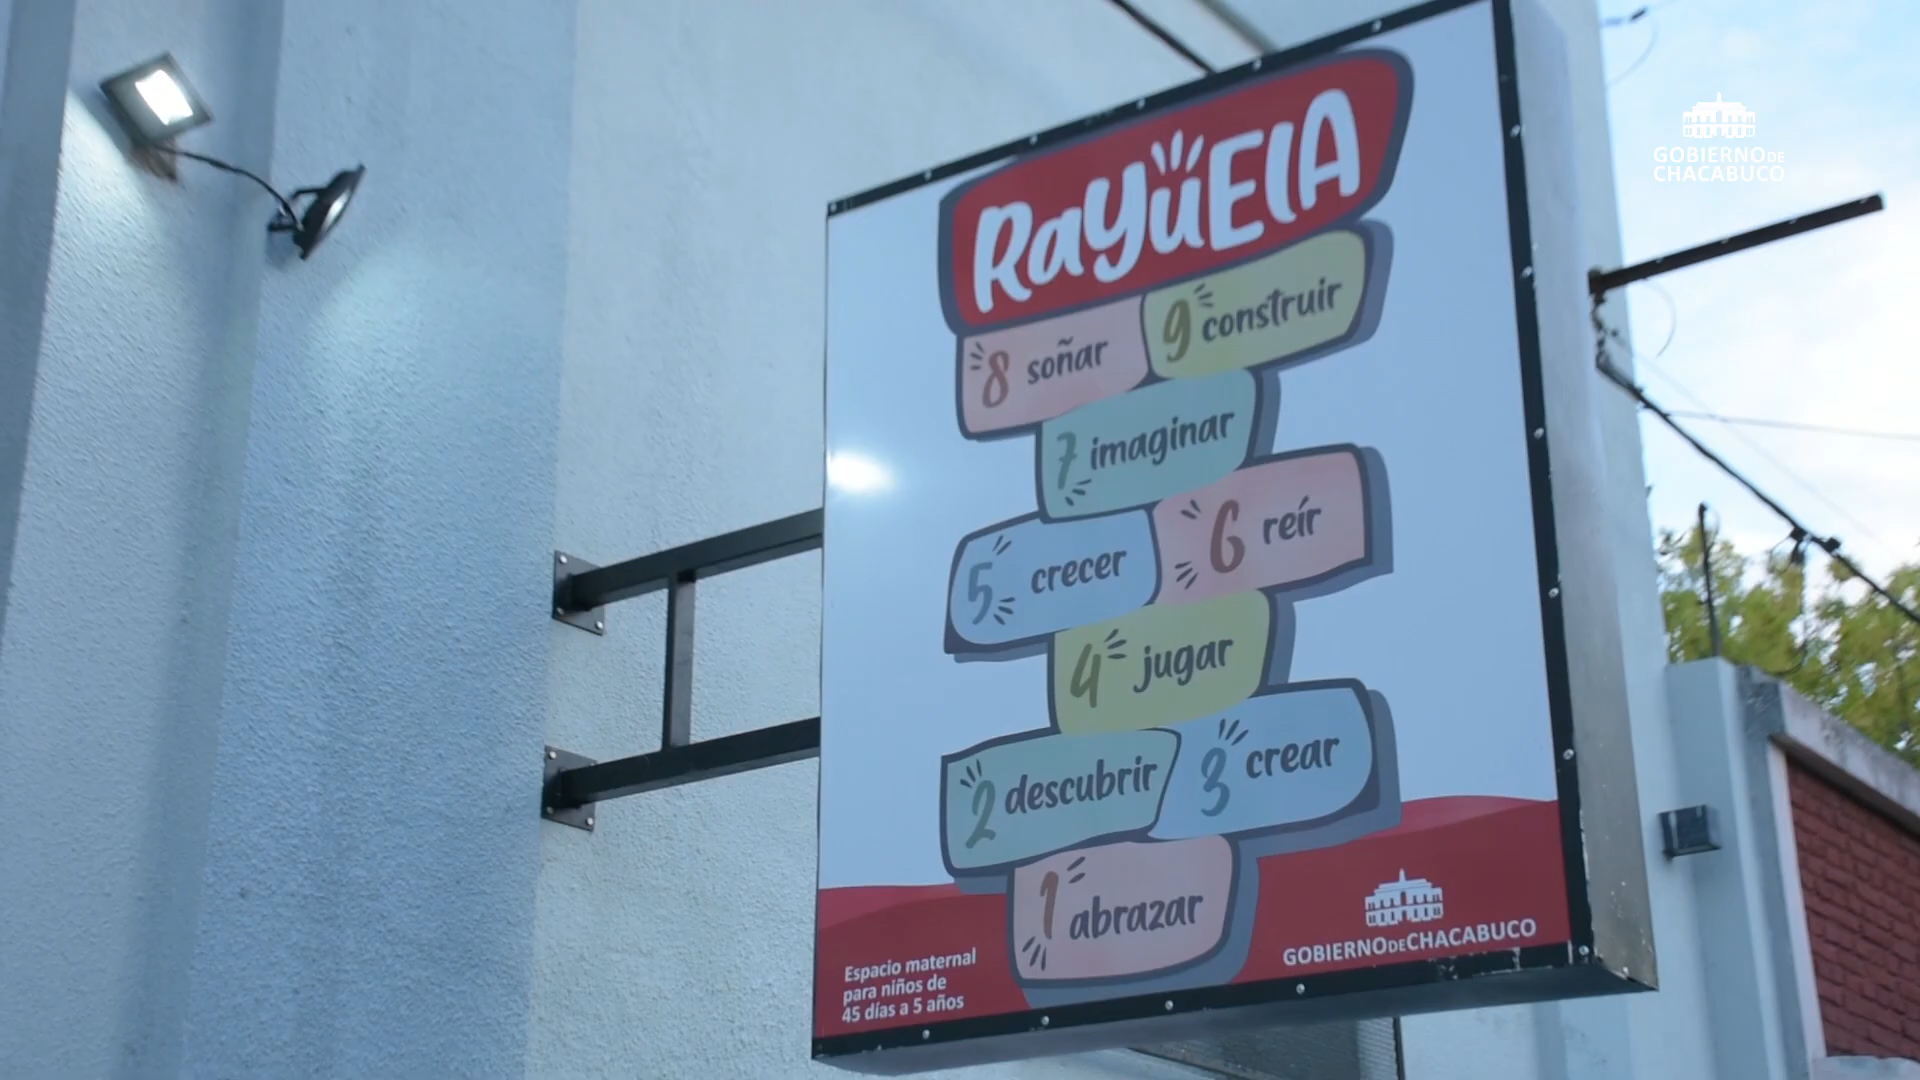 RAYUELA
8 soñar
9 construir
7 imaginar
5 crecer
6 reír
4 jugar
2 descubrir
3 crear
1 abrazar
Espacio maternal
para niños de
45 días a 5 años
GOBIERNO DE CHACABUCO
GOBIERNO DE
CHACABUCO